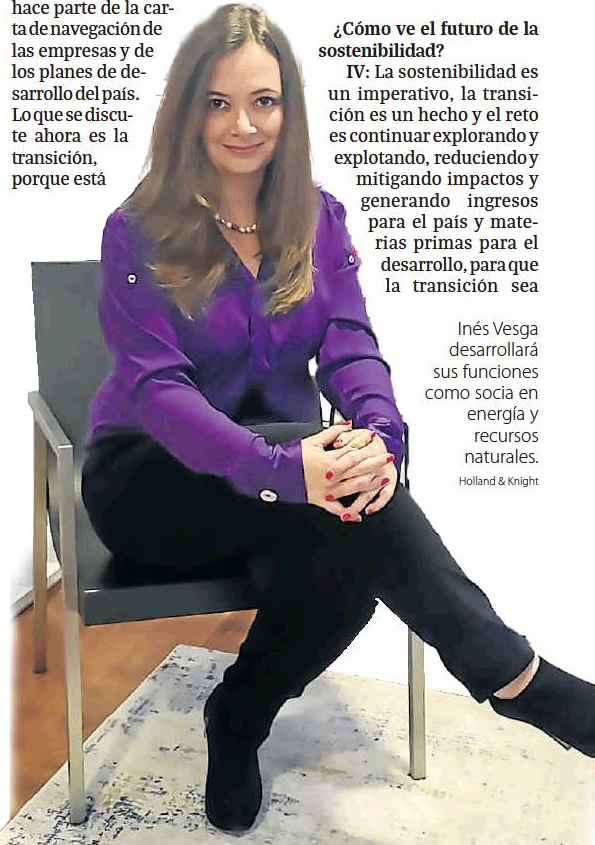 hace parte de la car-
ta de navegación de
las empresas y de
los planes de de-
sarrollo del país.
Lo que se discu-
te ahora es la
transición,
porque está
¿Cómo ve el futuro de la
sostenibilidad?
IV: La sostenibilidad es
un imperativo, la transi-
ción es un hecho y el reto
es continuar explorando y
explotando, reduciendo y
mitigando impactos y
generando ingresos
para el país y mate-
rias primas para el
desarrollo, para que
la transición sea
Inés Vesga
desarrollará
sus funciones
como socia en
energía y
recursos
naturales.
Holland & Knight